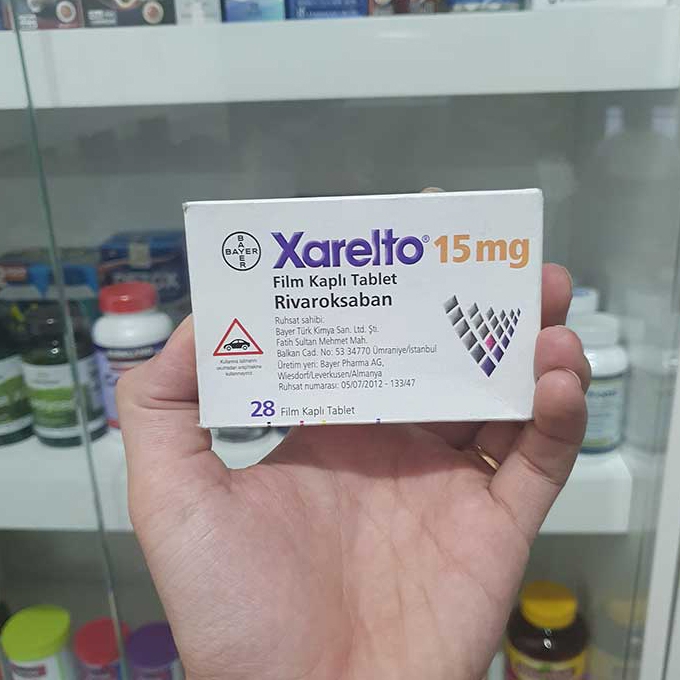 BAYER
BAYER
Xarelto® 15 mg
Film Kaplı Tablet
Rivaroksaban
Ruhsat sahibi:
Bayer Türk Kimya San. Ltd. Şti.
Fatih Sultan Mehmet Mah.
Balkan Cad. No: 53 34770 Ümraniye/İstanbul
Üretim yeri: Bayer Pharma AG,
Wiesdorf/Leverkusen/Almanya
Ruhsat numarası: 05/07/2012 - 133/47
28 Film Kaplı Tablet